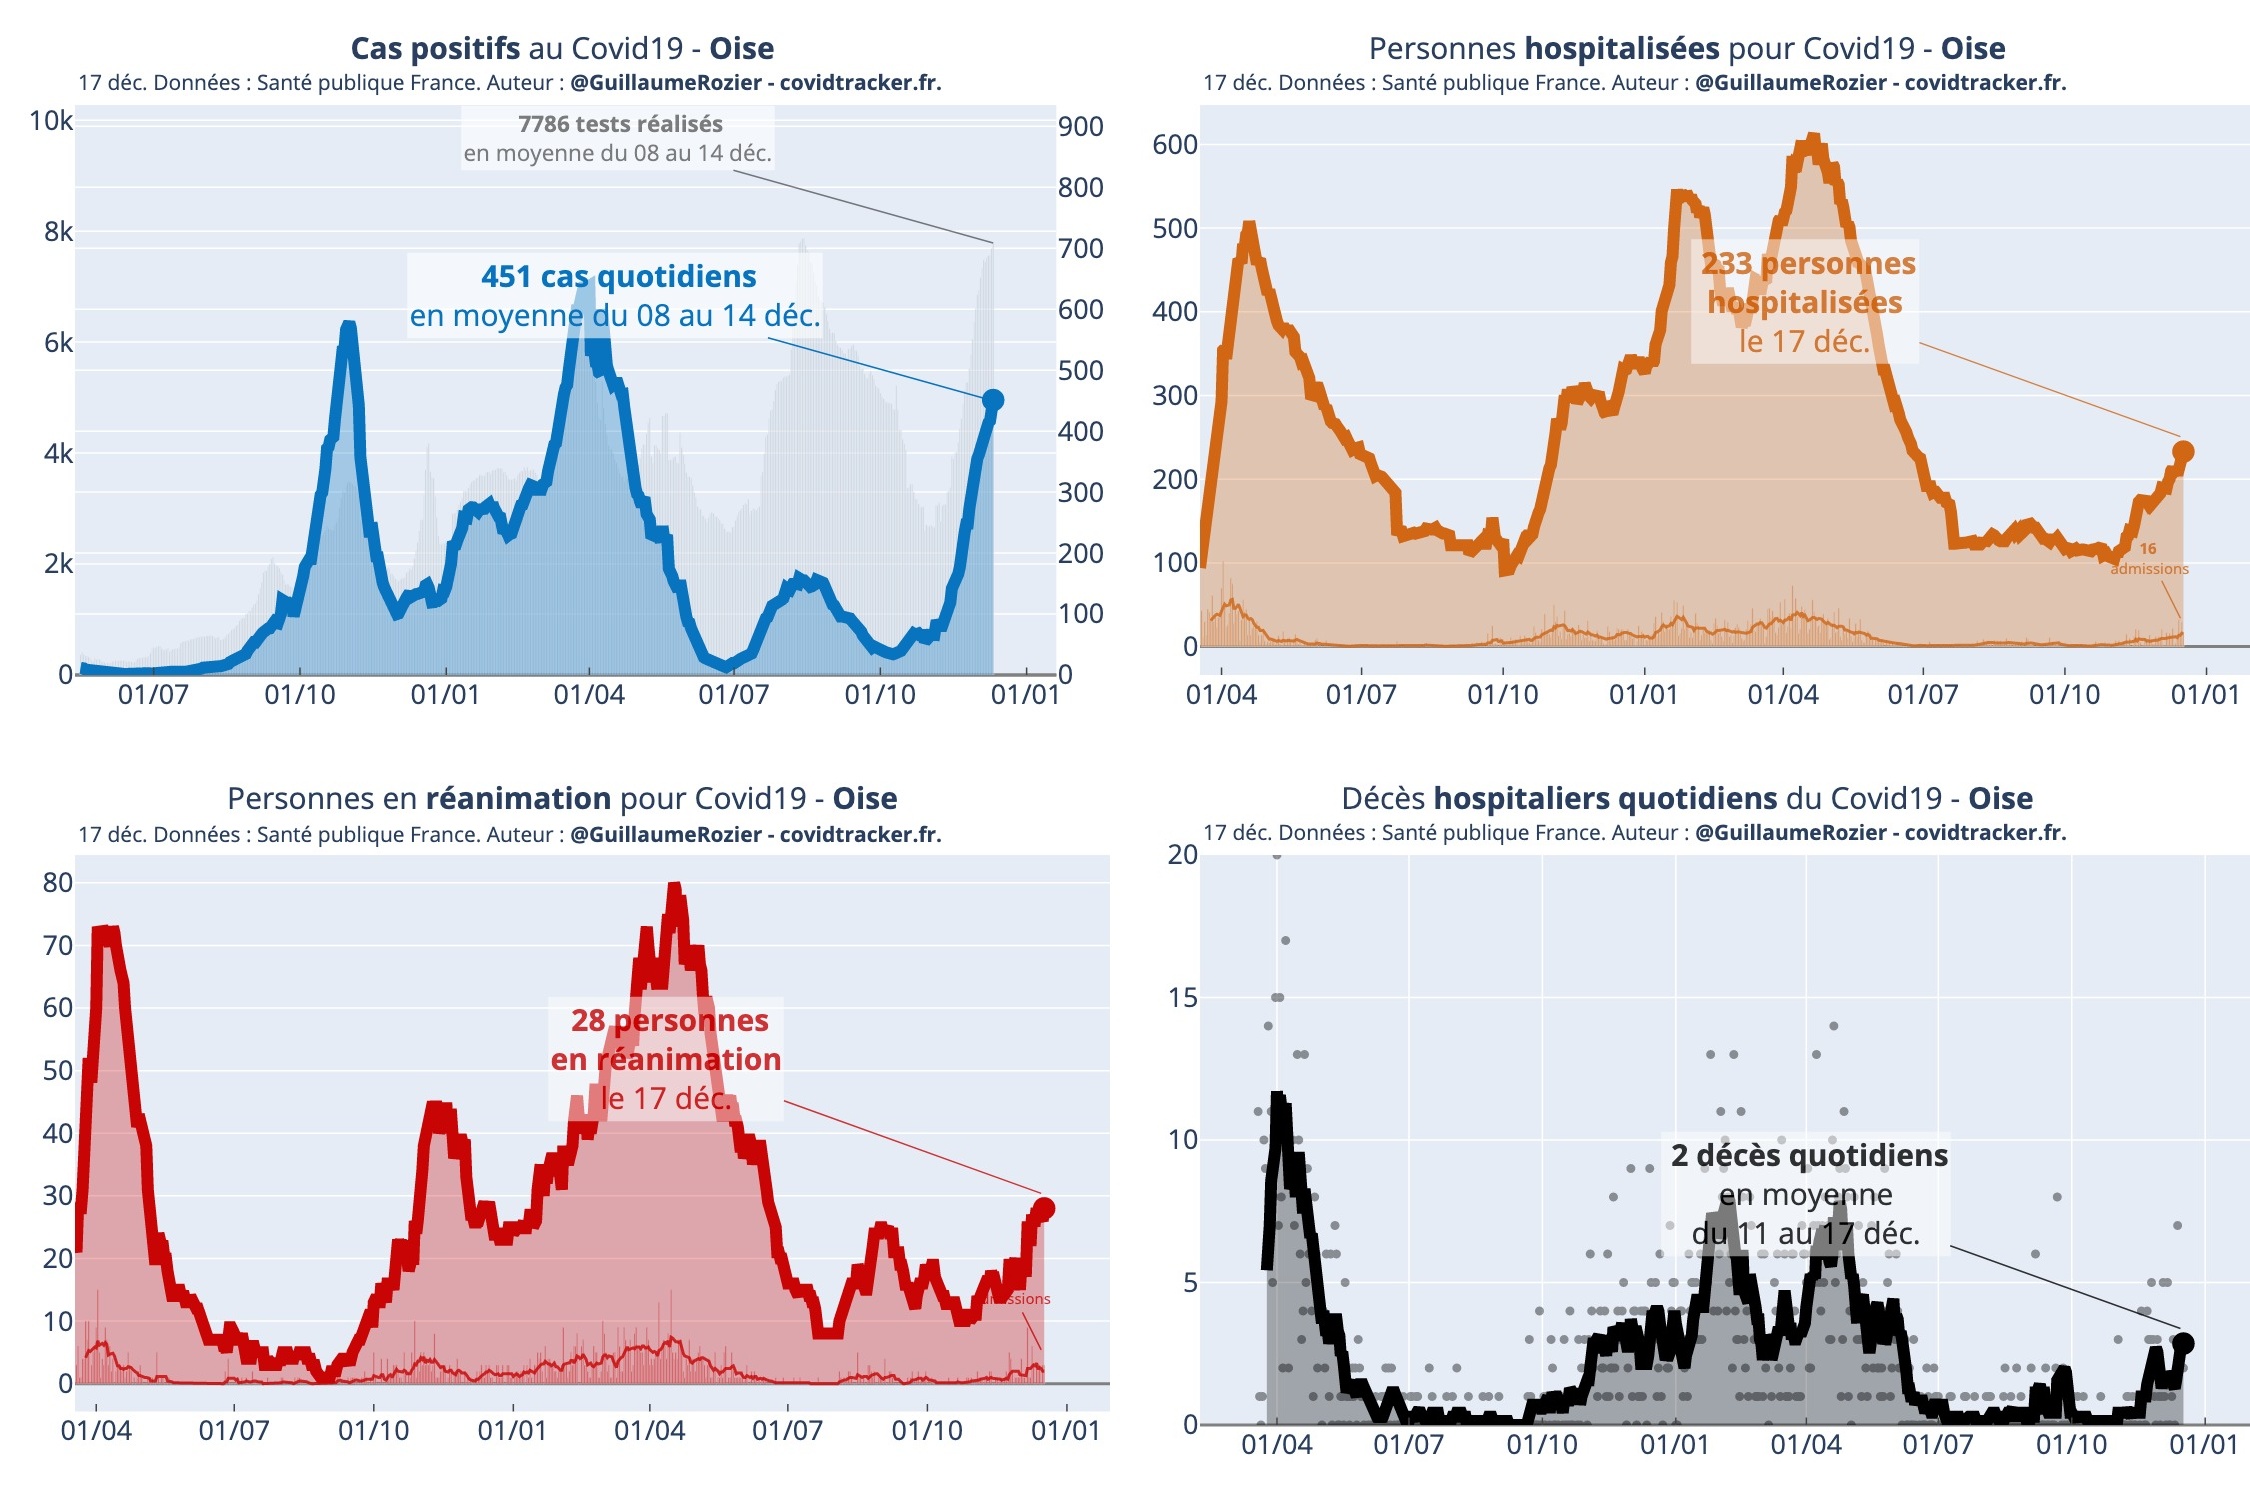 Cas positifs au Covid19 - Oise
17 déc. Données : Santé publique France. Auteur : @GuillaumeRozier - covidtracker.fr.
10k
8k
6k
4k
2k
0
900
800
700
600
500
400
300
200
100
0
7786 tests réalisés
en moyenne du 08 au 14 déc.
451 cas quotidiens
en moyenne du 08 au 14 déc.
01/07 01/10 01/01 01/04 01/07 01/10 01/01
Personnes hospitalisées pour Covid19 - Oise
17 déc. Données : Santé publique France. Auteur : @GuillaumeRozier - covidtracker.fr.
600
500
400
300
200
100
0
233 personnes
hospitalisées
le 17 déc.
16
admissions
01/04 01/07 01/10 01/01 01/04 01/07 01/10 01/01
Personnes en réanimation pour Covid19 - Oise
17 déc. Données : Santé publique France. Auteur : @GuillaumeRozier - covidtracker.fr.
80
70
60
50
40
30
20
10
0
28 personnes
en réanimation
le 17 déc.
01/04 01/07 01/10 01/01 01/04 01/07 01/10 01/01
Décès hospitaliers quotidiens du Covid19 - Oise
17 déc. Données : Santé publique France. Auteur : @GuillaumeRozier - covidtracker.fr.
20
15
10
5
0
2 décès quotidiens
en moyenne
du 11 au 17 déc.
01/04 01/07 01/10 01/01 01/04 01/07 01/10 01/01